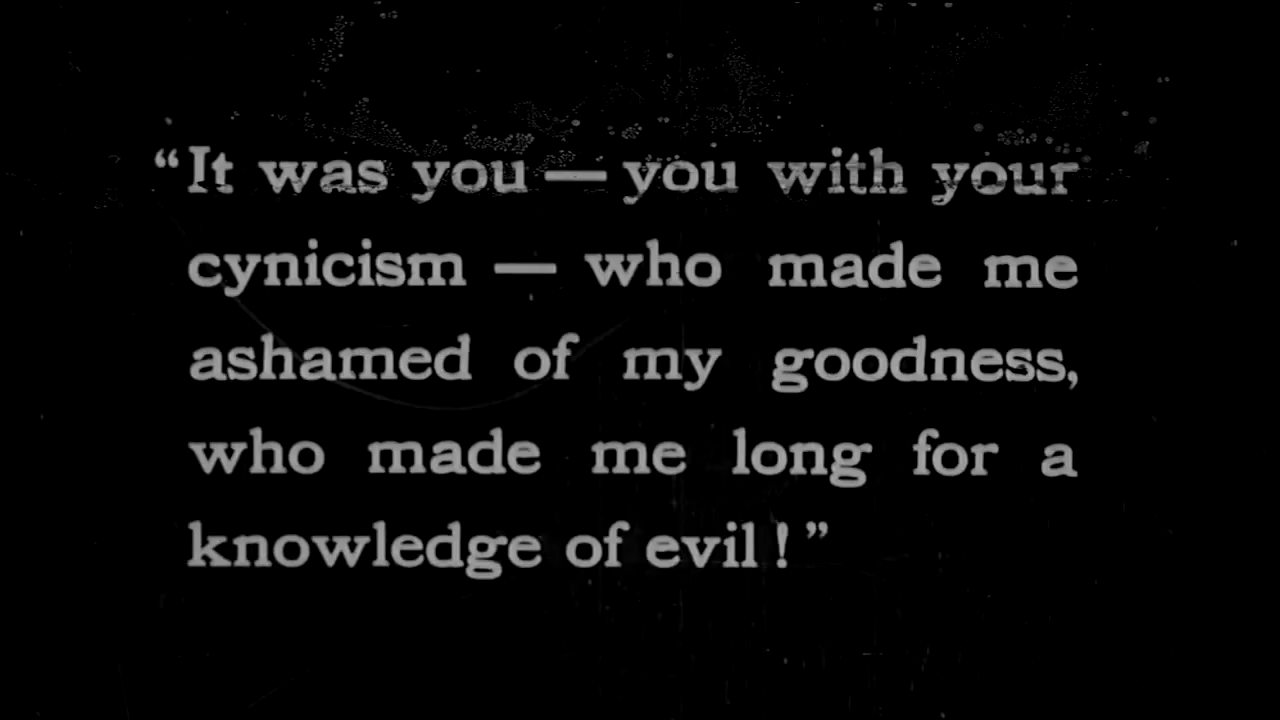 “It was you — you with your
cynicism — who made me
ashamed of my goodness,
who made me long for a
knowledge of evil!”